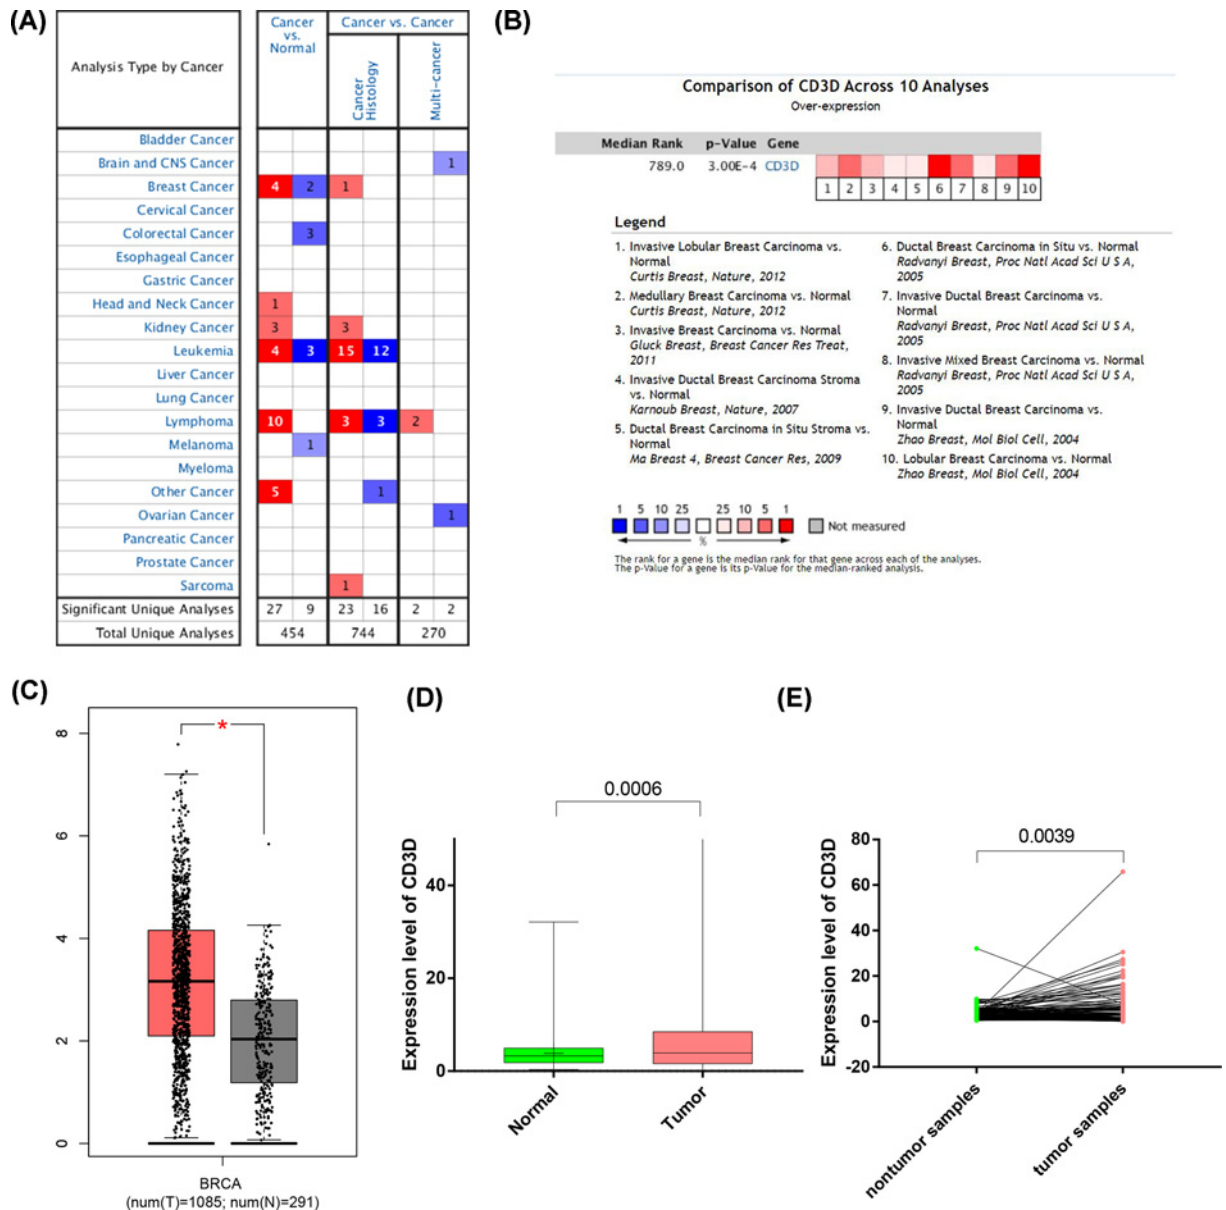 (A)
Analysis Type by Cancer
Cancer
vs.
Normal
Cancer vs. Cancer
Cancer
Histology
Multi-cancer
Bladder Cancer
Brain and CNS Cancer 1
Breast Cancer 4 2 1
Cervical Cancer
Colorectal Cancer 3
Esophageal Cancer
Gastric Cancer
Head and Neck Cancer 1
Kidney Cancer 3 3
Leukemia 4 3 15 12
Liver Cancer
Lung Cancer
Lymphoma 10 3 3 2
Melanoma 1
Myeloma
Other Cancer 5 1
Ovarian Cancer 1
Pancreatic Cancer
Prostate Cancer
Sarcoma 1
Significant Unique Analyses 27 9 23 16 2 2
Total Unique Analyses 454 744 270
(B)
Comparison of CD3D Across 10 Analyses
Over-expression
Median Rank p-Value Gene
789.0 3.00E-4 CD3D
1 2 3 4 5 6 7 8 9 10
Legend
1. Invasive Lobular Breast Carcinoma vs.
Normal
Curtis Breast, Nature, 2012
2. Medullary Breast Carcinoma vs. Normal
Curtis Breast, Nature, 2012
3. Invasive Breast Carcinoma vs. Normal
Gluck Breast, Breast Cancer Res Treat,
2011
4. Invasive Ductal Breast Carcinoma Stroma
vs. Normal
Karnoub Breast, Nature, 2007
5. Ductal Breast Carcinoma in Situ Stroma vs.
Normal
Ma Breast 4, Breast Cancer Res, 2009
6. Ductal Breast Carcinoma in Situ vs. Normal
Radvanyi Breast, Proc Natl Acad Sci U S A,
2005
7. Invasive Ductal Breast Carcinoma vs.
Normal
Radvanyi Breast, Proc Natl Acad Sci U S A,
2005
8. Invasive Mixed Breast Carcinoma vs. Normal
Radvanyi Breast, Proc Natl Acad Sci U S A,
2005
9. Invasive Ductal Breast Carcinoma vs.
Normal
Zhao Breast, Mol Biol Cell, 2004
10. Lobular Breast Carcinoma vs. Normal
Zhao Breast, Mol Biol Cell, 2004
1 5 10 25 25 10 5 1
Not measured
%
The rank for a gene is the median rank for that gene across each of the analyses.
The p-Value for a gene is its p-Value for the median-ranked analysis.
(C)
8
6
4
2
0
*
BRCA
(num(T)=1085; num(N)=291)
(D)
0.0006
Expression level of CD3D
40
20
0
Normal
Tumor
(E)
0.0039
Expression level of CD3D
80
60
40
20
0
-20
nontumor samples
tumor samples